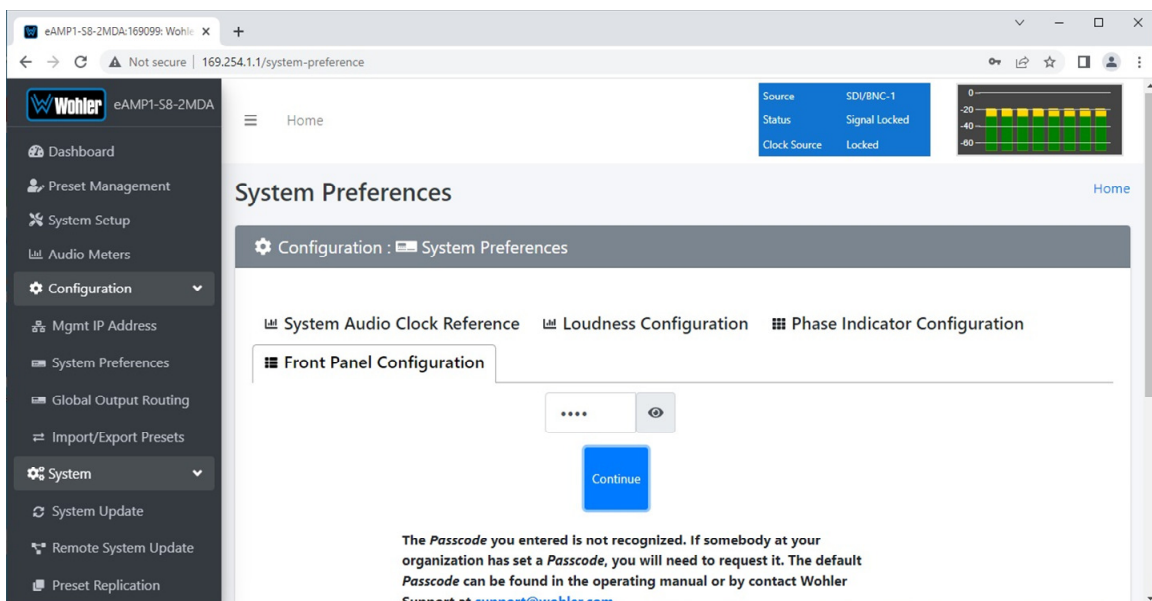 eAMP1-S8-2MDA:169099: Wohle
Not secure | 169.254.1.1/system-preference
Wohler eAMP1-S8-2MDA
Home
Source SDI/BNC-1
Status Signal Locked
Clock Source Locked
0
-20
-40
-60
Dashboard
Preset Management
System Setup
Audio Meters
Configuration
Mgmt IP Address
System Preferences
Global Output Routing
Import/Export Presets
System
System Update
Remote System Update
Preset Replication
System Preferences
Home
Configuration : System Preferences
System Audio Clock Reference Loudness Configuration Phase Indicator Configuration
Front Panel Configuration
••••
Continue
The Passcode you entered is not recognized. If somebody at your
organization has set a Passcode, you will need to request it. The default
Passcode can be found in the operating manual or by contact Wohler
Support at support@wohler.com